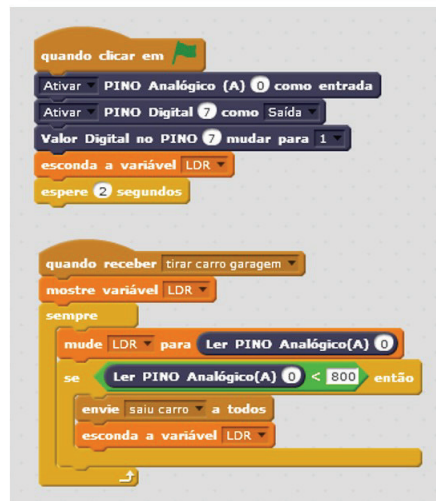 quando clicar em
Ativar PINO Analógico (A) 0 como entrada
Ativar PINO Digital 7 como Saída
Valor Digital no PINO 7 mudar para 1
esconda a variável LDR
espere 2 segundos
quando receber tirar carro garagem
mostre variável LDR
sempre
mude LDR para Ler PINO Analógico(A) 0
se Ler PINO Analógico(A) 0 < 800 então
envie saiu carro a todos
esconda a variável LDR